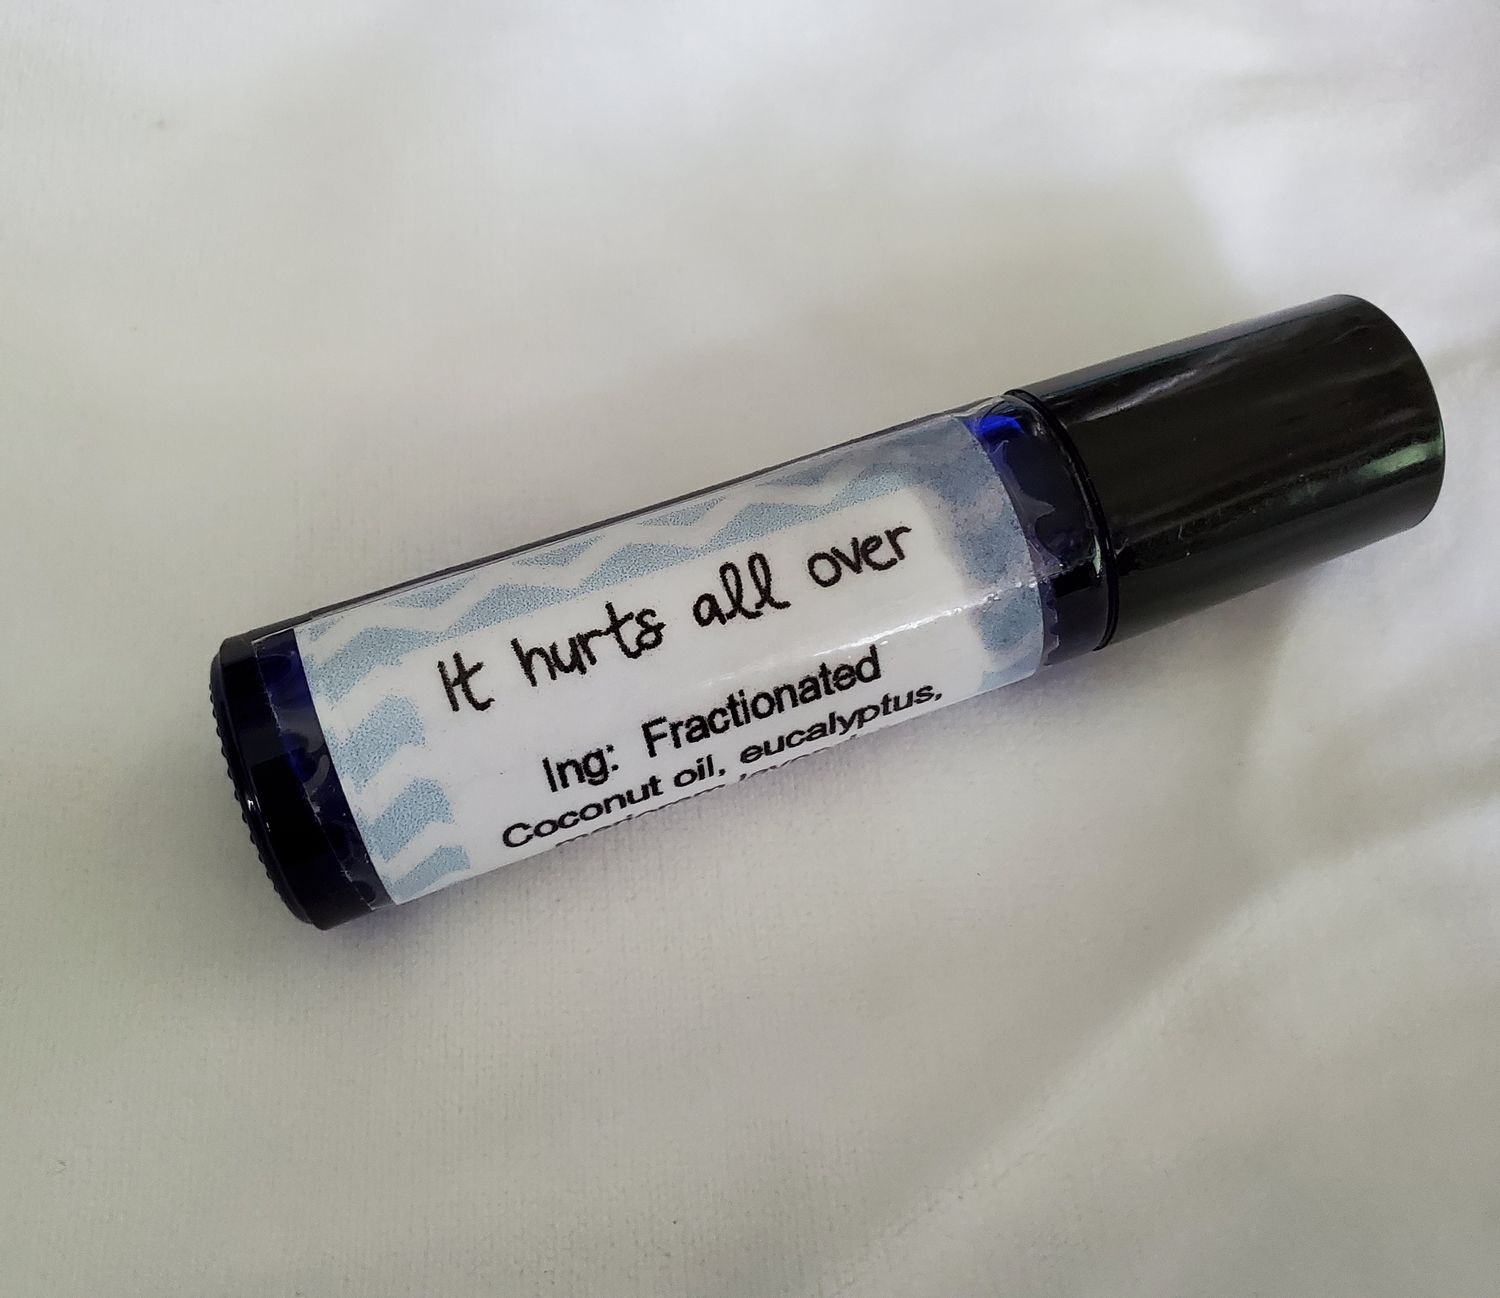 It hurts all over
Ing: Fractionated
Coconut oil, eucalyptus,